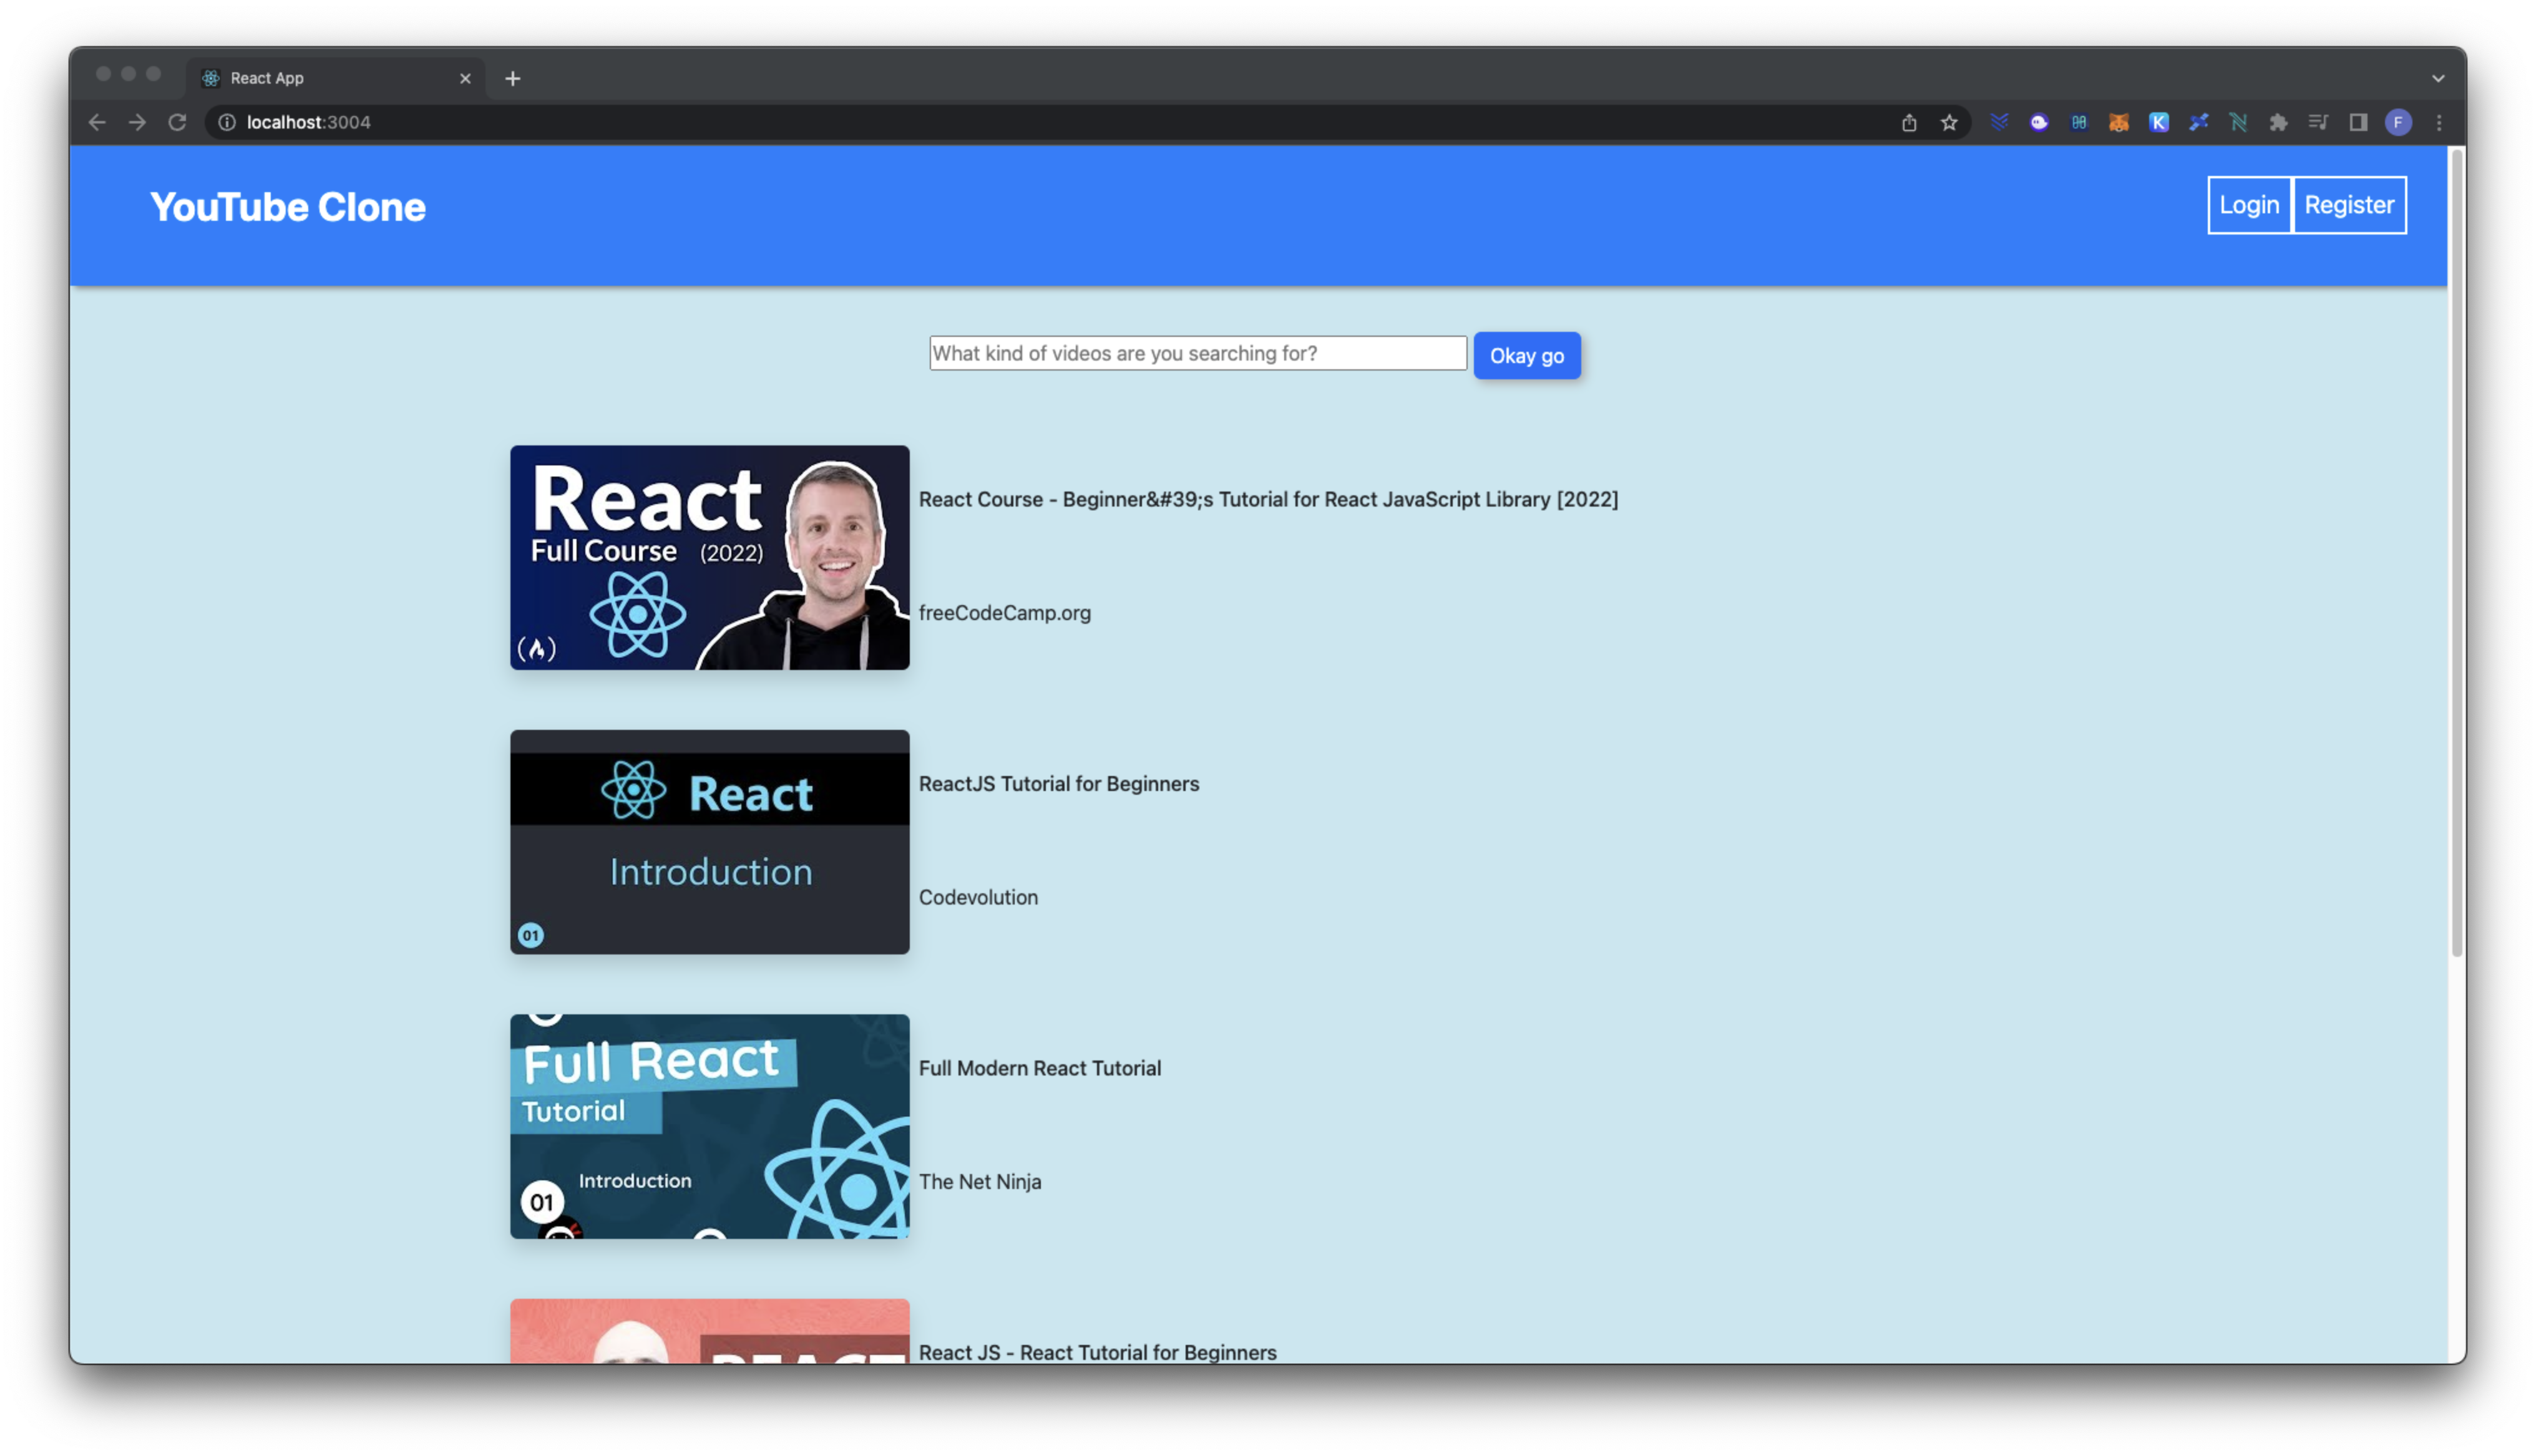 React App
localhost:3004
F
YouTube Clone
Login
Register
What kind of videos are you searching for?
Okay go
React
Full Course (2022)
React Course - Beginner&#39;s Tutorial for React JavaScript Library [2022]
freeCodeCamp.org
React
Introduction
01
ReactJS Tutorial for Beginners
Codevolution
Full React
Tutorial
Introduction
01
Full Modern React Tutorial
The Net Ninja
REACT
React JS - React Tutorial for Beginners